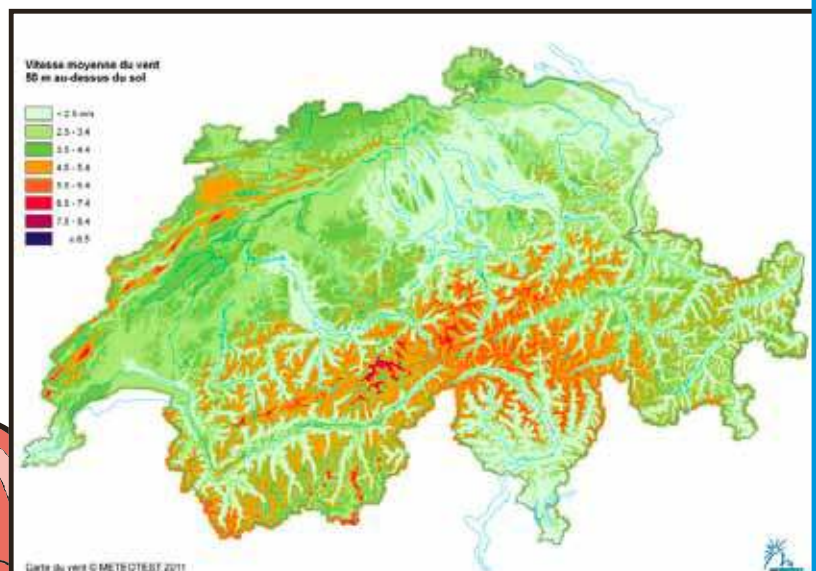 Vitesse moyenne du vent
50 m au-dessus du sol
< 2.5 m/s
2.5 - 3.4
3.5 - 4.4
4.5 - 5.4
5.5 - 6.4
6.5 - 7.4
7.5 - 8.4
≥ 8.5
Carte du vent © METEOTEST 2011